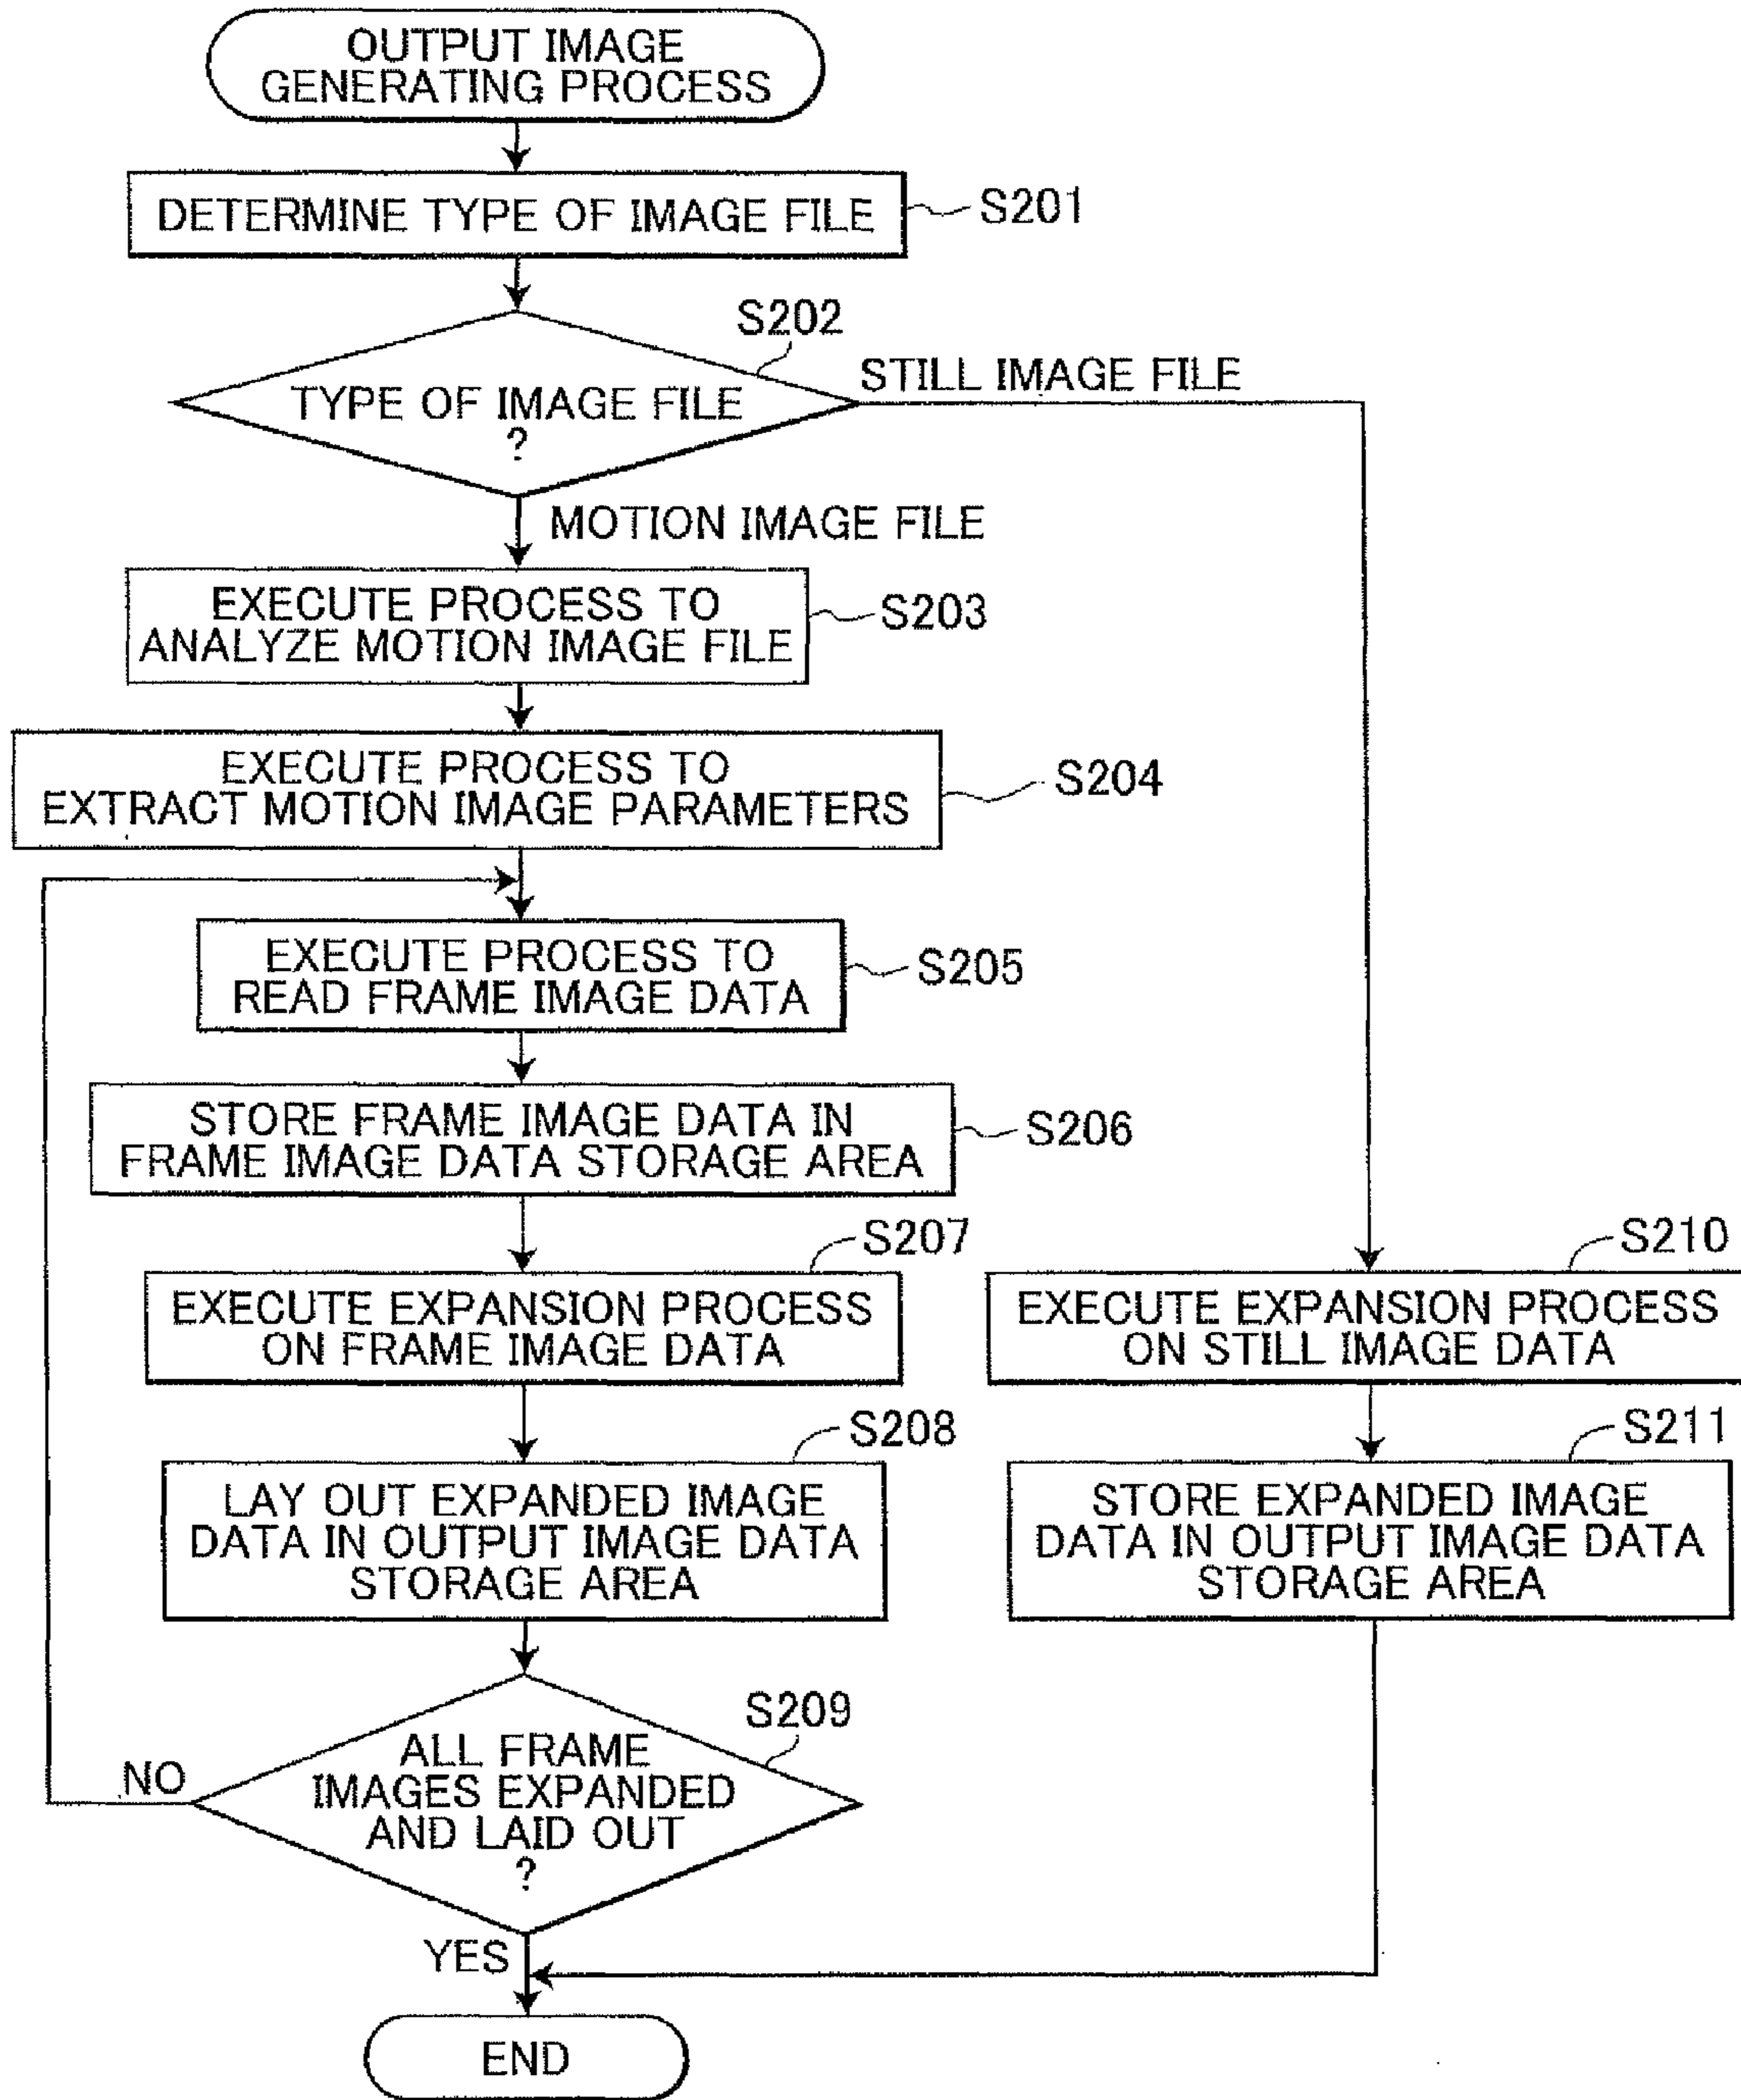 OUTPUT IMAGE
GENERATING PROCESS
DETERMINE TYPE OF IMAGE FILE
S201
S202
TYPE OF IMAGE FILE
?
STILL IMAGE FILE
MOTION IMAGE FILE
EXECUTE PROCESS TO
ANALYZE MOTION IMAGE FILE
S203
EXECUTE PROCESS TO
EXTRACT MOTION IMAGE PARAMETERS
S204
EXECUTE PROCESS TO
READ FRAME IMAGE DATA
S205
STORE FRAME IMAGE DATA IN
FRAME IMAGE DATA STORAGE AREA
S206
S207
EXECUTE EXPANSION PROCESS
ON FRAME IMAGE DATA
S210
EXECUTE EXPANSION PROCESS
ON STILL IMAGE DATA
S208
LAY OUT EXPANDED IMAGE
DATA IN OUTPUT IMAGE DATA
STORAGE AREA
S211
STORE EXPANDED IMAGE
DATA IN OUTPUT IMAGE DATA
STORAGE AREA
S209
ALL FRAME
IMAGES EXPANDED
AND LAID OUT
?
NO
YES
END